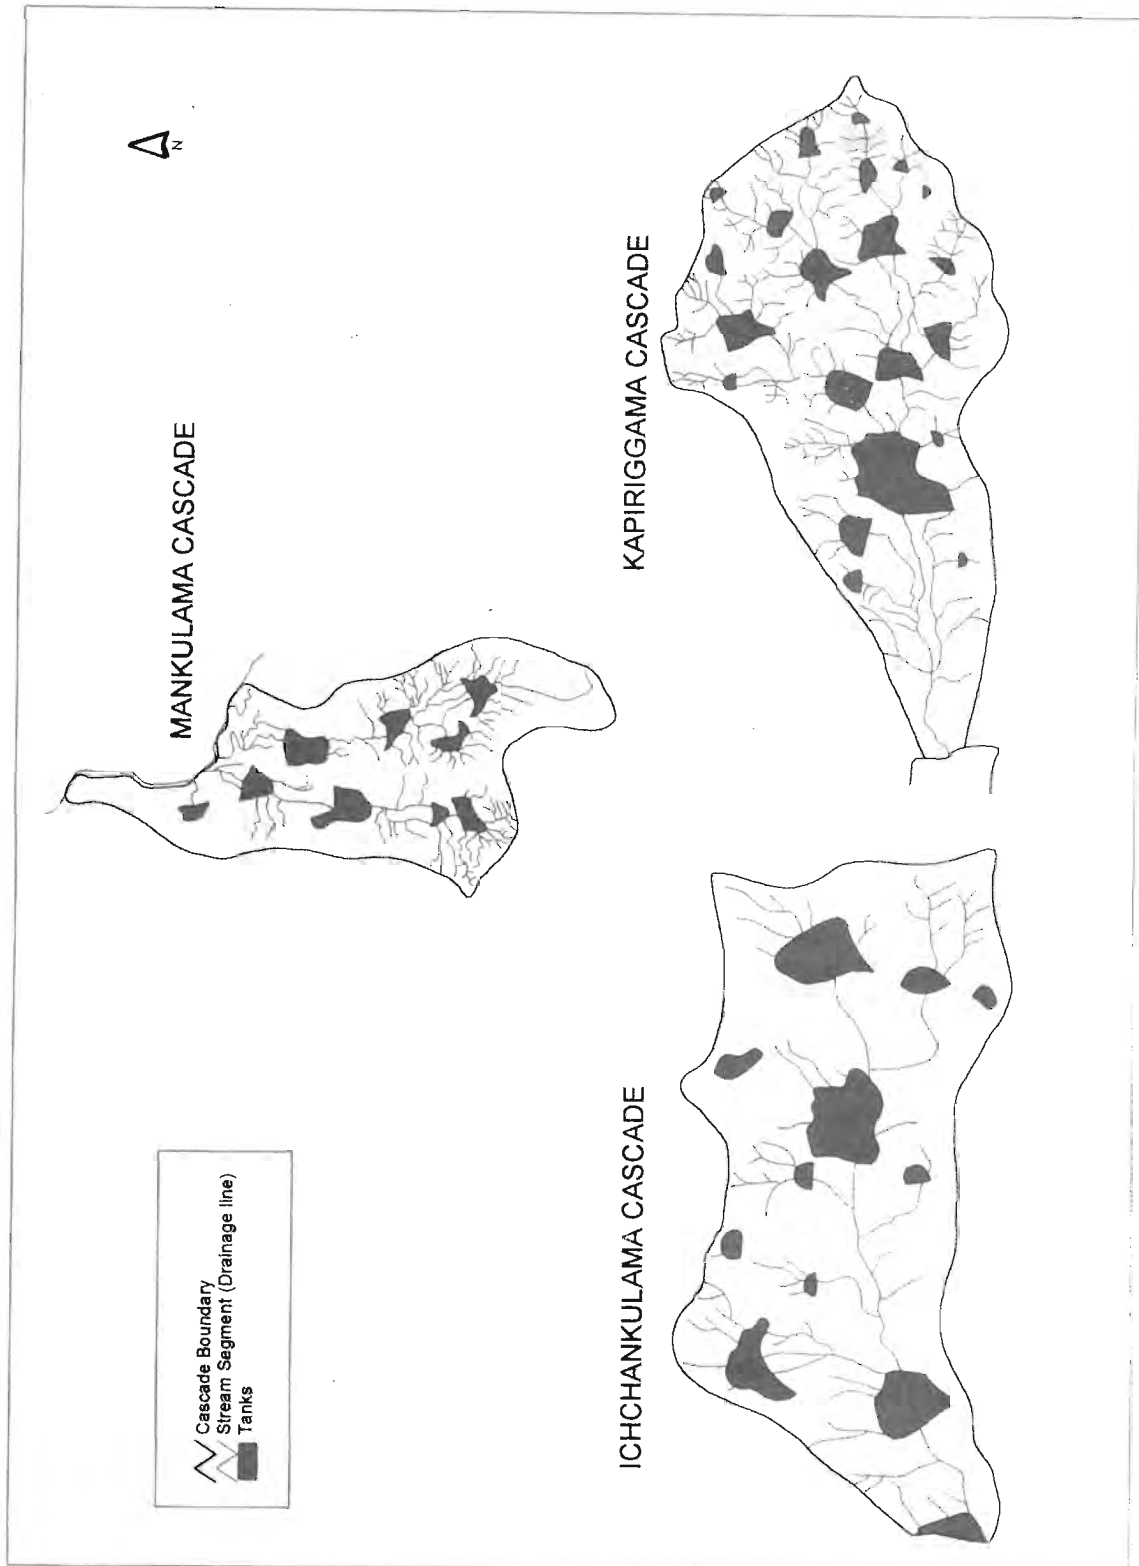 N
MANKULAMA CASCADE
KAPIRIGGAMA CASCADE
ICHCHANKULAMA CASCADE
Cascade Boundary
Stream Segment (Drainage line)
Tanks